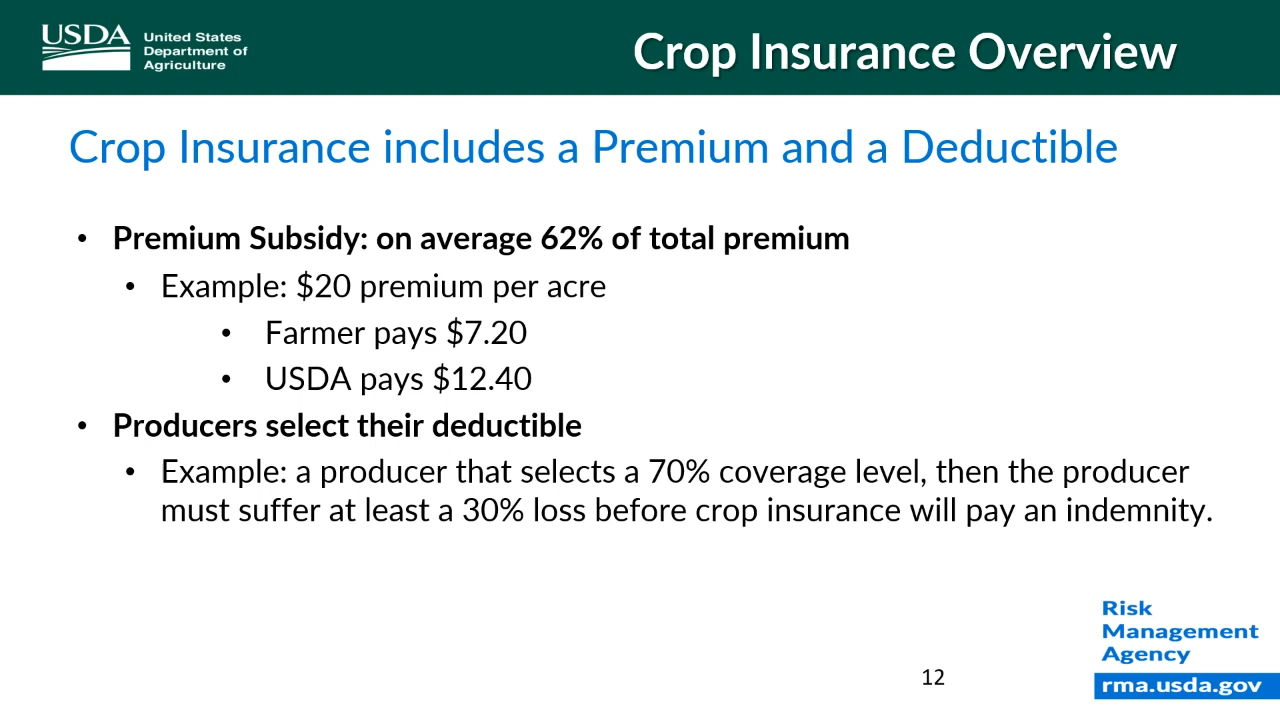 USDA
United States
Department of
Agriculture
Crop Insurance Overview
Crop Insurance includes a Premium and a Deductible
• Premium Subsidy: on average 62% of total premium
• Example: $20 premium per acre
• Farmer pays $7.20
• USDA pays $12.40
• Producers select their deductible
• Example: a producer that selects a 70% coverage level, then the producer
must suffer at least a 30% loss before crop insurance will pay an indemnity.
Risk
Management
Agency
rma.usda.gov
12